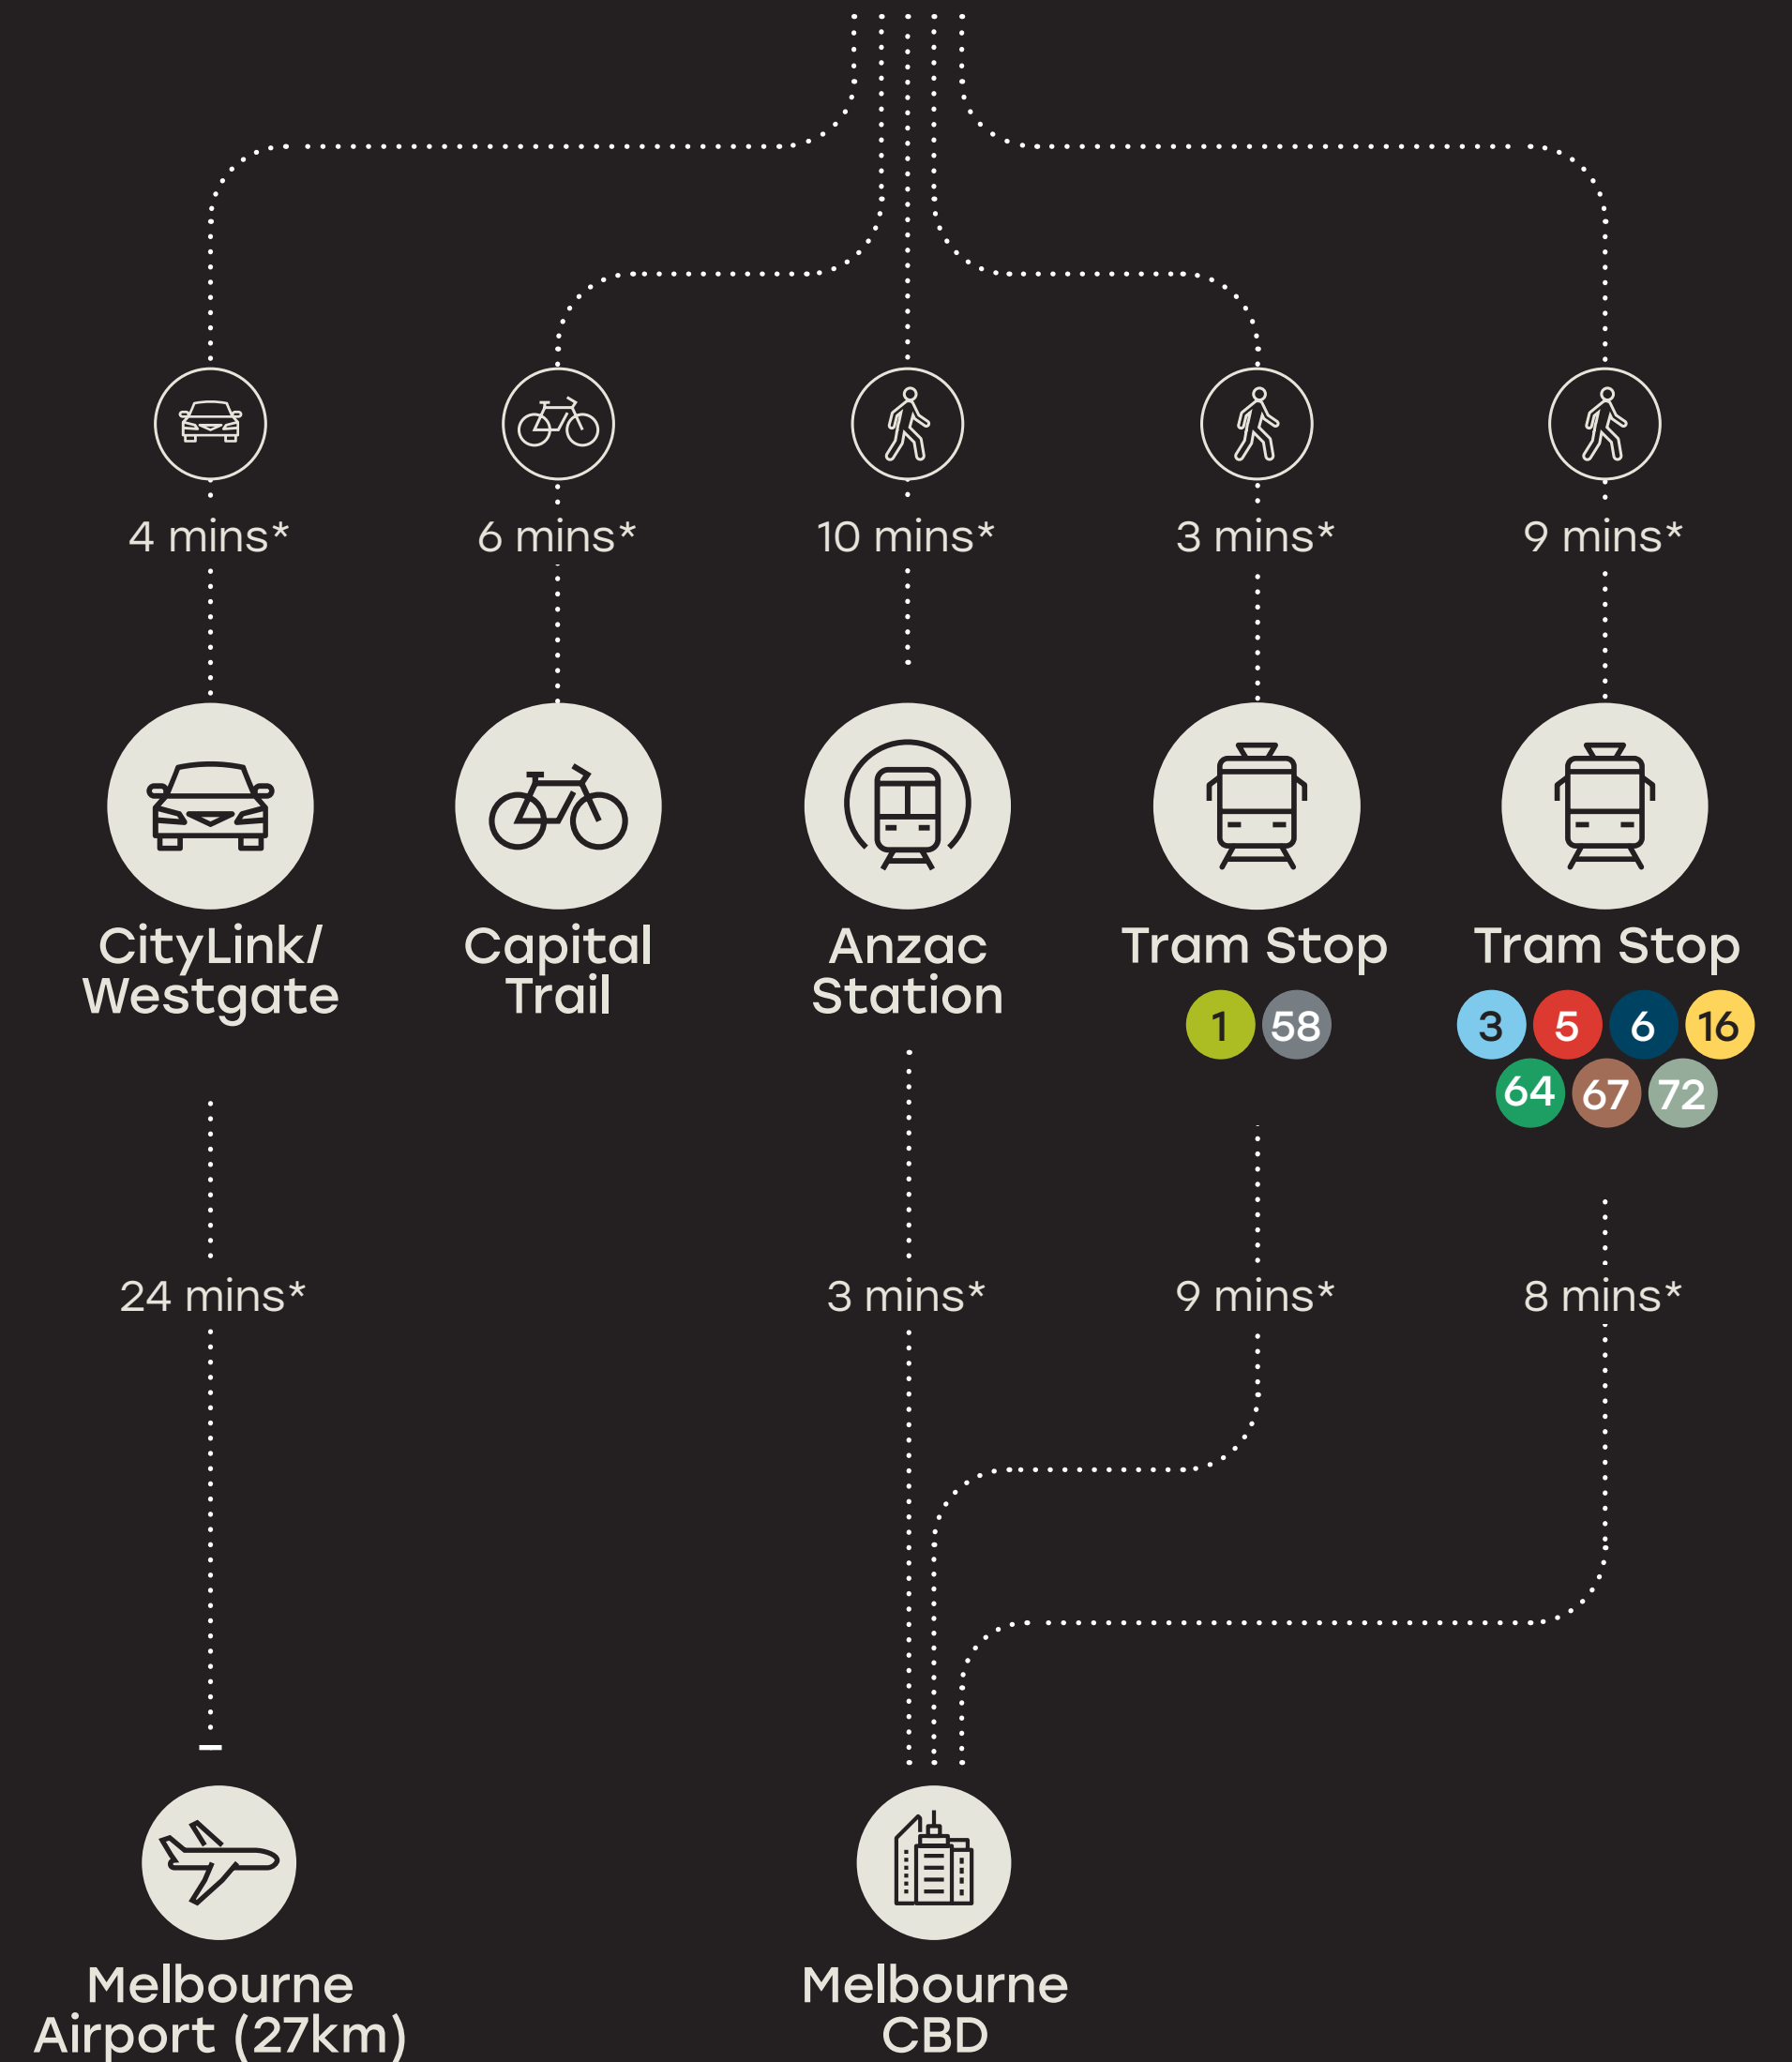 4 mins*
6 mins*
10 mins*
3 mins*
9 mins*
CityLink/
Westgate
Capital
Trail
Anzac
Station
Tram Stop
1 58
Tram Stop
3 5 6 16
64 67 72
24 mins*
3 mins*
9 mins*
8 mins*
Melbourne
Airport (27km)
Melbourne
CBD